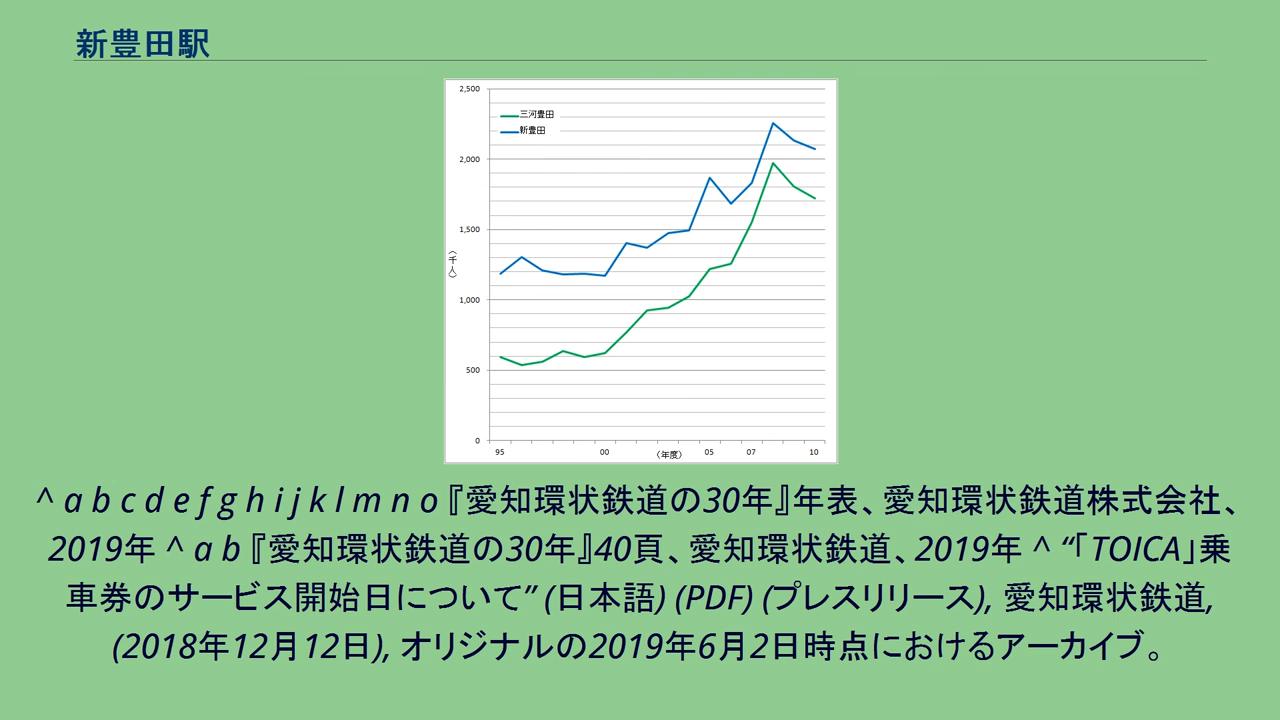 新豊田駅
2,500
三河豊田
新豊田
2,000
1,500
（千人）
1,000
500
0
95 00 （年度） 05 07 10
^ a b c d e f g h i j k l m n o 『愛知環状鉄道の30年』年表、愛知環状鉄道株式会社、
2019年 ^ a b 『愛知環状鉄道の30年』40頁、愛知環状鉄道、2019年 ^ “「TOICA」乗
車券のサービス開始日について” (日本語) (PDF) (プレスリリース), 愛知環状鉄道,
(2018年12月12日), オリジナルの2019年6月2日時点におけるアーカイブ。